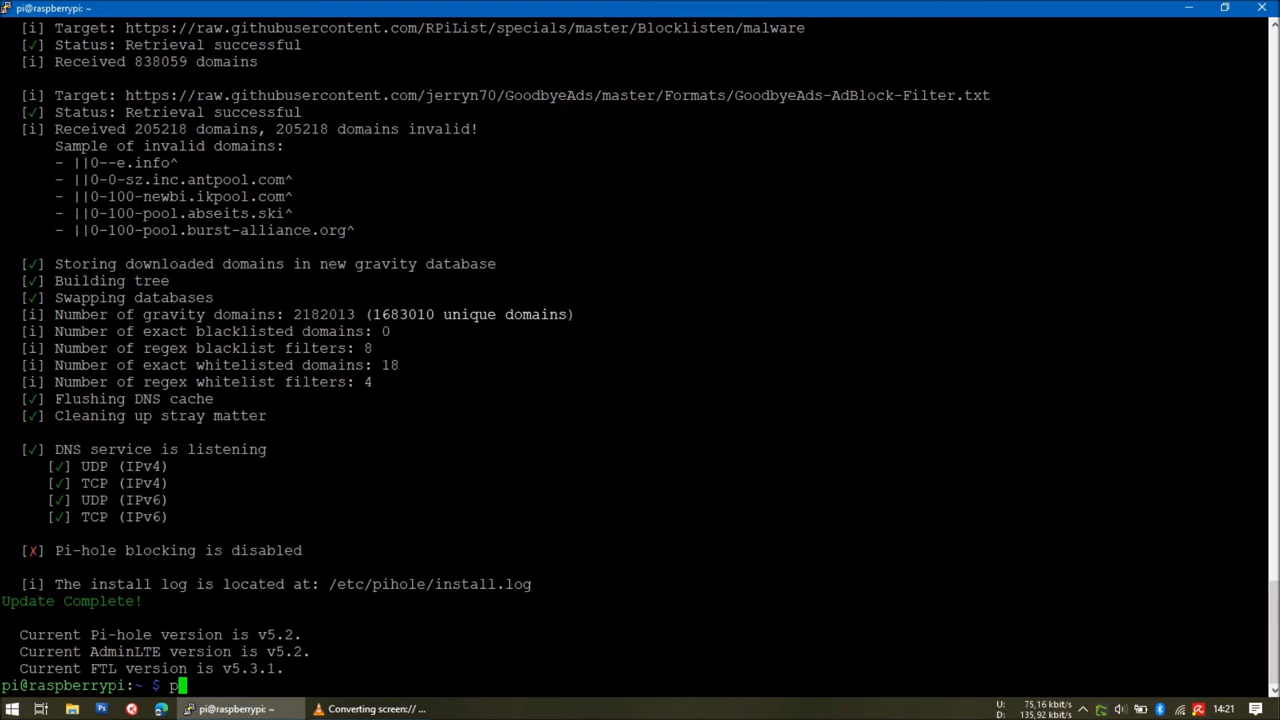 pi@raspberrypi: ~
[i] Target: https://raw.githubusercontent.com/RPiList/specials/master/Blocklisten/malware
[✓] Status: Retrieval successful
[i] Received 838059 domains
[i] Target: https://raw.githubusercontent.com/jerryn70/GoodbyeAds/master/Formats/GoodbyeAds-AdBlock-Filter.txt
[✓] Status: Retrieval successful
[i] Received 205218 domains, 205218 domains invalid!
Sample of invalid domains:
- ||0--e.info^
- ||0-0-sz.inc.antpool.com^
- ||0-100-newbi.ikpool.com^
- ||0-100-pool.abseits.ski^
- ||0-100-pool.burst-alliance.org^
[✓] Storing downloaded domains in new gravity database
[✓] Building tree
[✓] Swapping databases
[i] Number of gravity domains: 2182013 (1683010 unique domains)
[i] Number of exact blacklisted domains: 0
[i] Number of regex blacklist filters: 8
[i] Number of exact whitelisted domains: 18
[i] Number of regex whitelist filters: 4
[✓] Flushing DNS cache
[✓] Cleaning up stray matter
[✓] DNS service is listening
[✓] UDP (IPv4)
[✓] TCP (IPv4)
[✓] UDP (IPv6)
[✓] TCP (IPv6)
[✗] Pi-hole blocking is disabled
[i] The install log is located at: /etc/pihole/install.log
Update Complete!
Current Pi-hole version is v5.2.
Current AdminLTE version is v5.2.
Current FTL version is v5.3.1.
pi@raspberrypi:~ $ p
pi@raspberrypi: ~
Converting screen:// ...
U: 75,16 kbit/s
D: 135,92 kbit/s
14:21